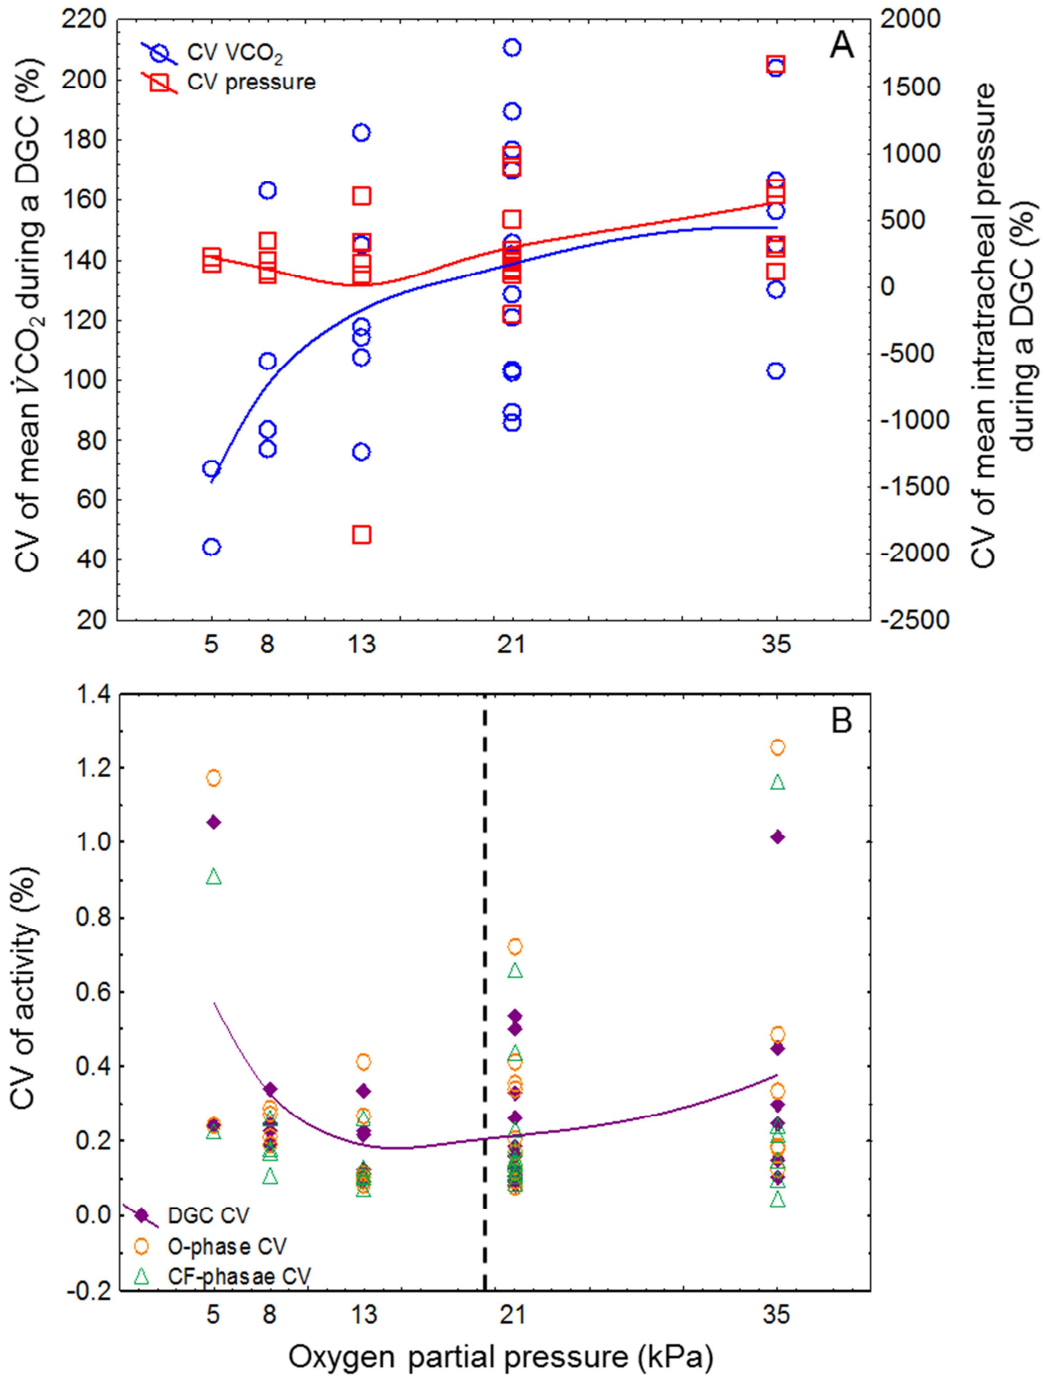 A
CV VCO2
CV pressure
CV of mean V̇CO2 during a DGC (%)
220
200
180
160
140
120
100
80
60
40
20
2000
1500
1000
500
0
-500
-1000
-1500
-2000
-2500
CV of mean intratracheal pressure
during a DGC (%)
5 8 13 21 35
B
CV of activity (%)
1.4
1.2
1.0
0.8
0.6
0.4
0.2
0.0
-0.2
DGC CV
O-phase CV
CF-phasae CV
5 8 13 21 35
Oxygen partial pressure (kPa)